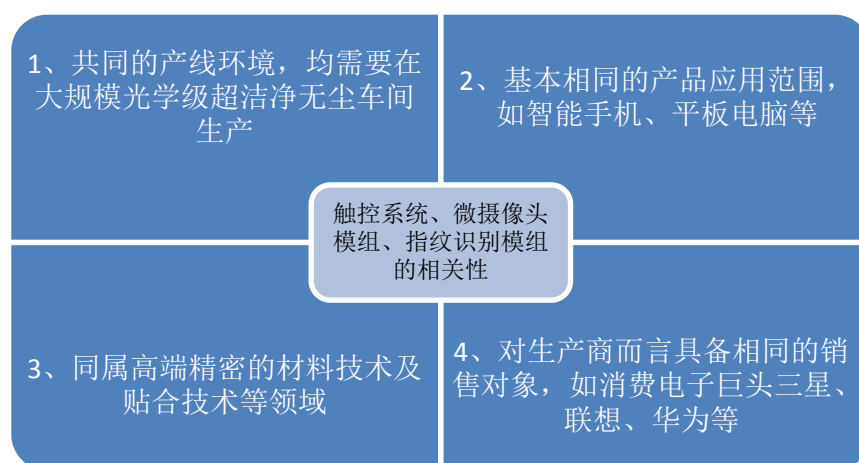 1、共同的产线环境，均需要在
大规模光学级超洁净无尘车间
生产
2、基本相同的产品应用范围，
如智能手机、平板电脑等
触控系统、微摄像头
模组、指纹识别模组
的相关性
3、同属高端精密的材料技术及
贴合技术等领域
4、对生产商而言具备相同的销
售对象，如消费电子巨头三星、
联想、华为等